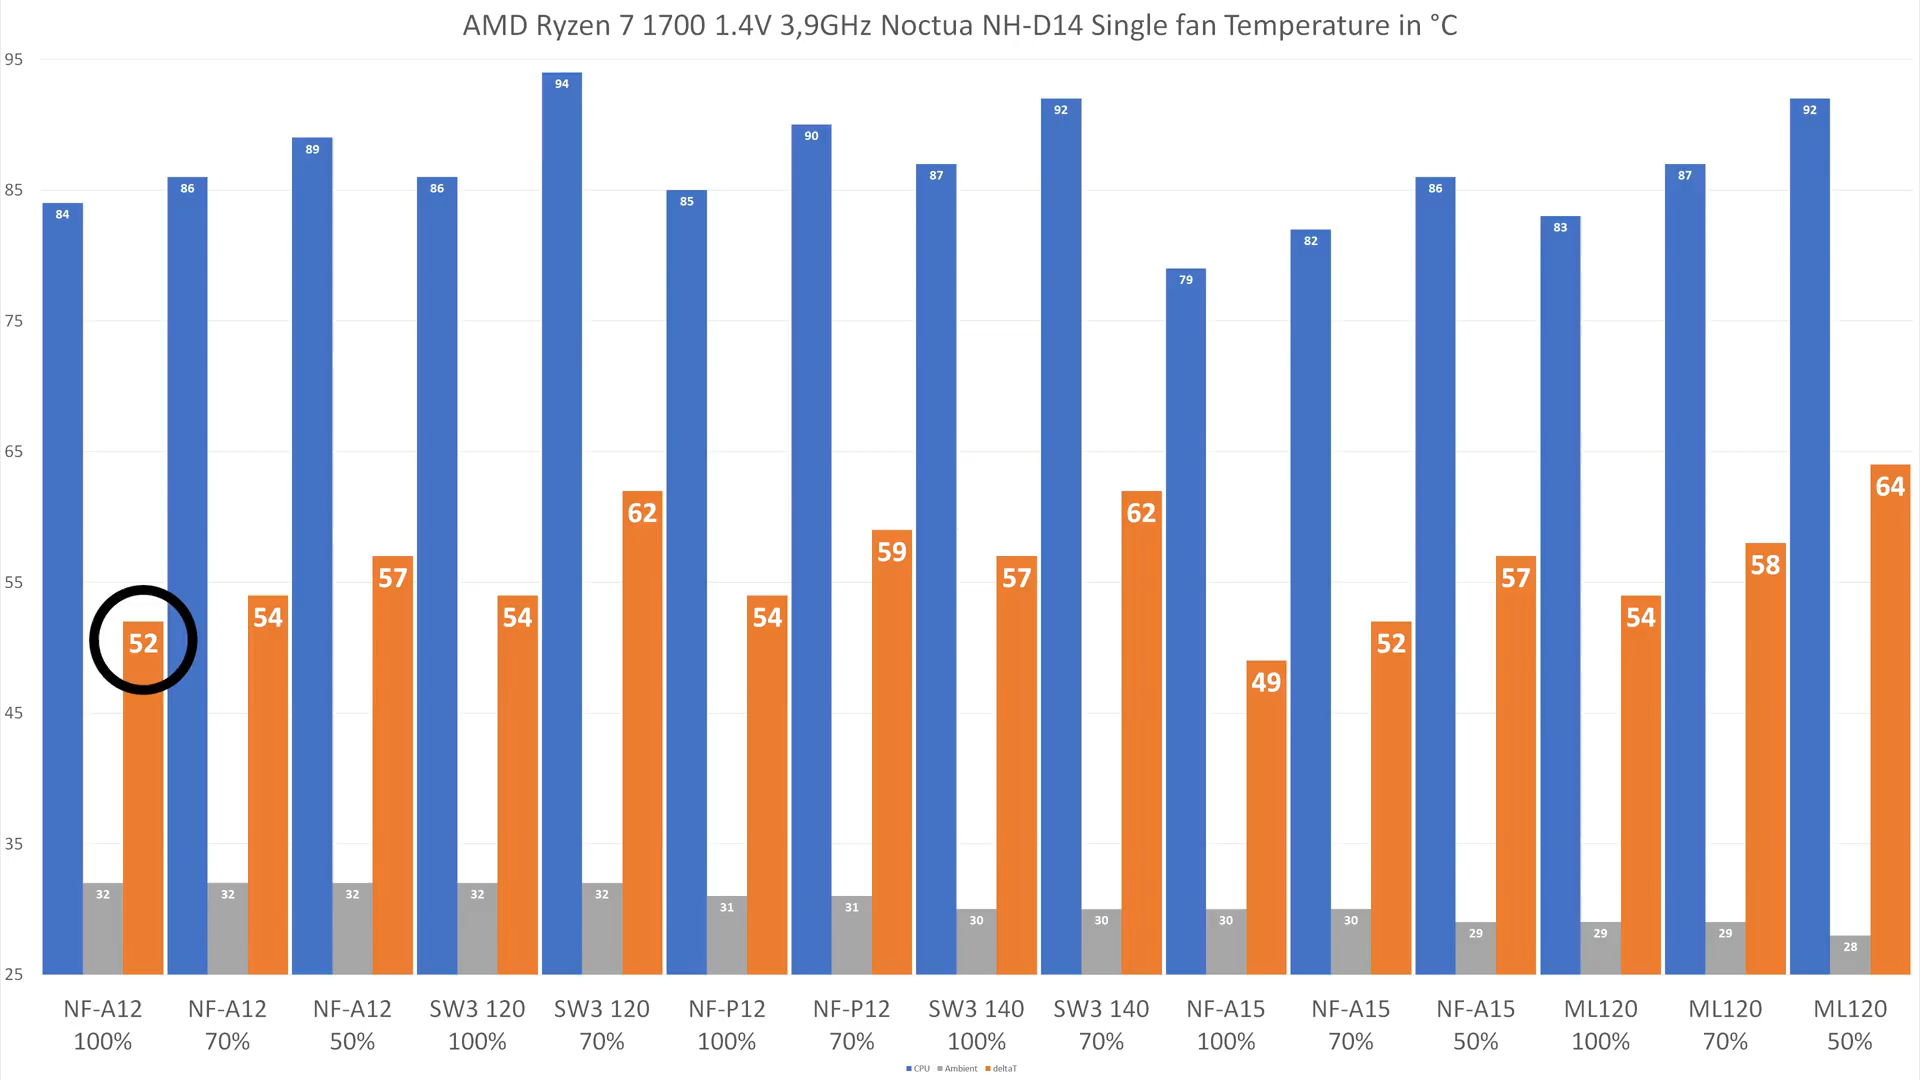 AMD Ryzen 7 1700 1.4V 3,9GHz Noctua NH-D14 Single fan Temperature in °C
95
85
75
65
55
45
35
25
84 86 89 86 94 85 90 87 92 79 82 86 83 87 92
52 54 57 54 62 54 59 57 62 49 52 57 54 58 64
32 32 32 32 32 31 31 30 30 30 30 29 29 29 28
NF-A12 NF-A12 NF-A12 SW3 120 SW3 120 NF-P12 NF-P12 SW3 140 SW3 140 NF-A15 NF-A15 NF-A15 ML120 ML120 ML120
100% 70% 50% 100% 70% 100% 70% 100% 70% 100% 70% 50% 100% 70% 50%
CPU Ambient deltaT